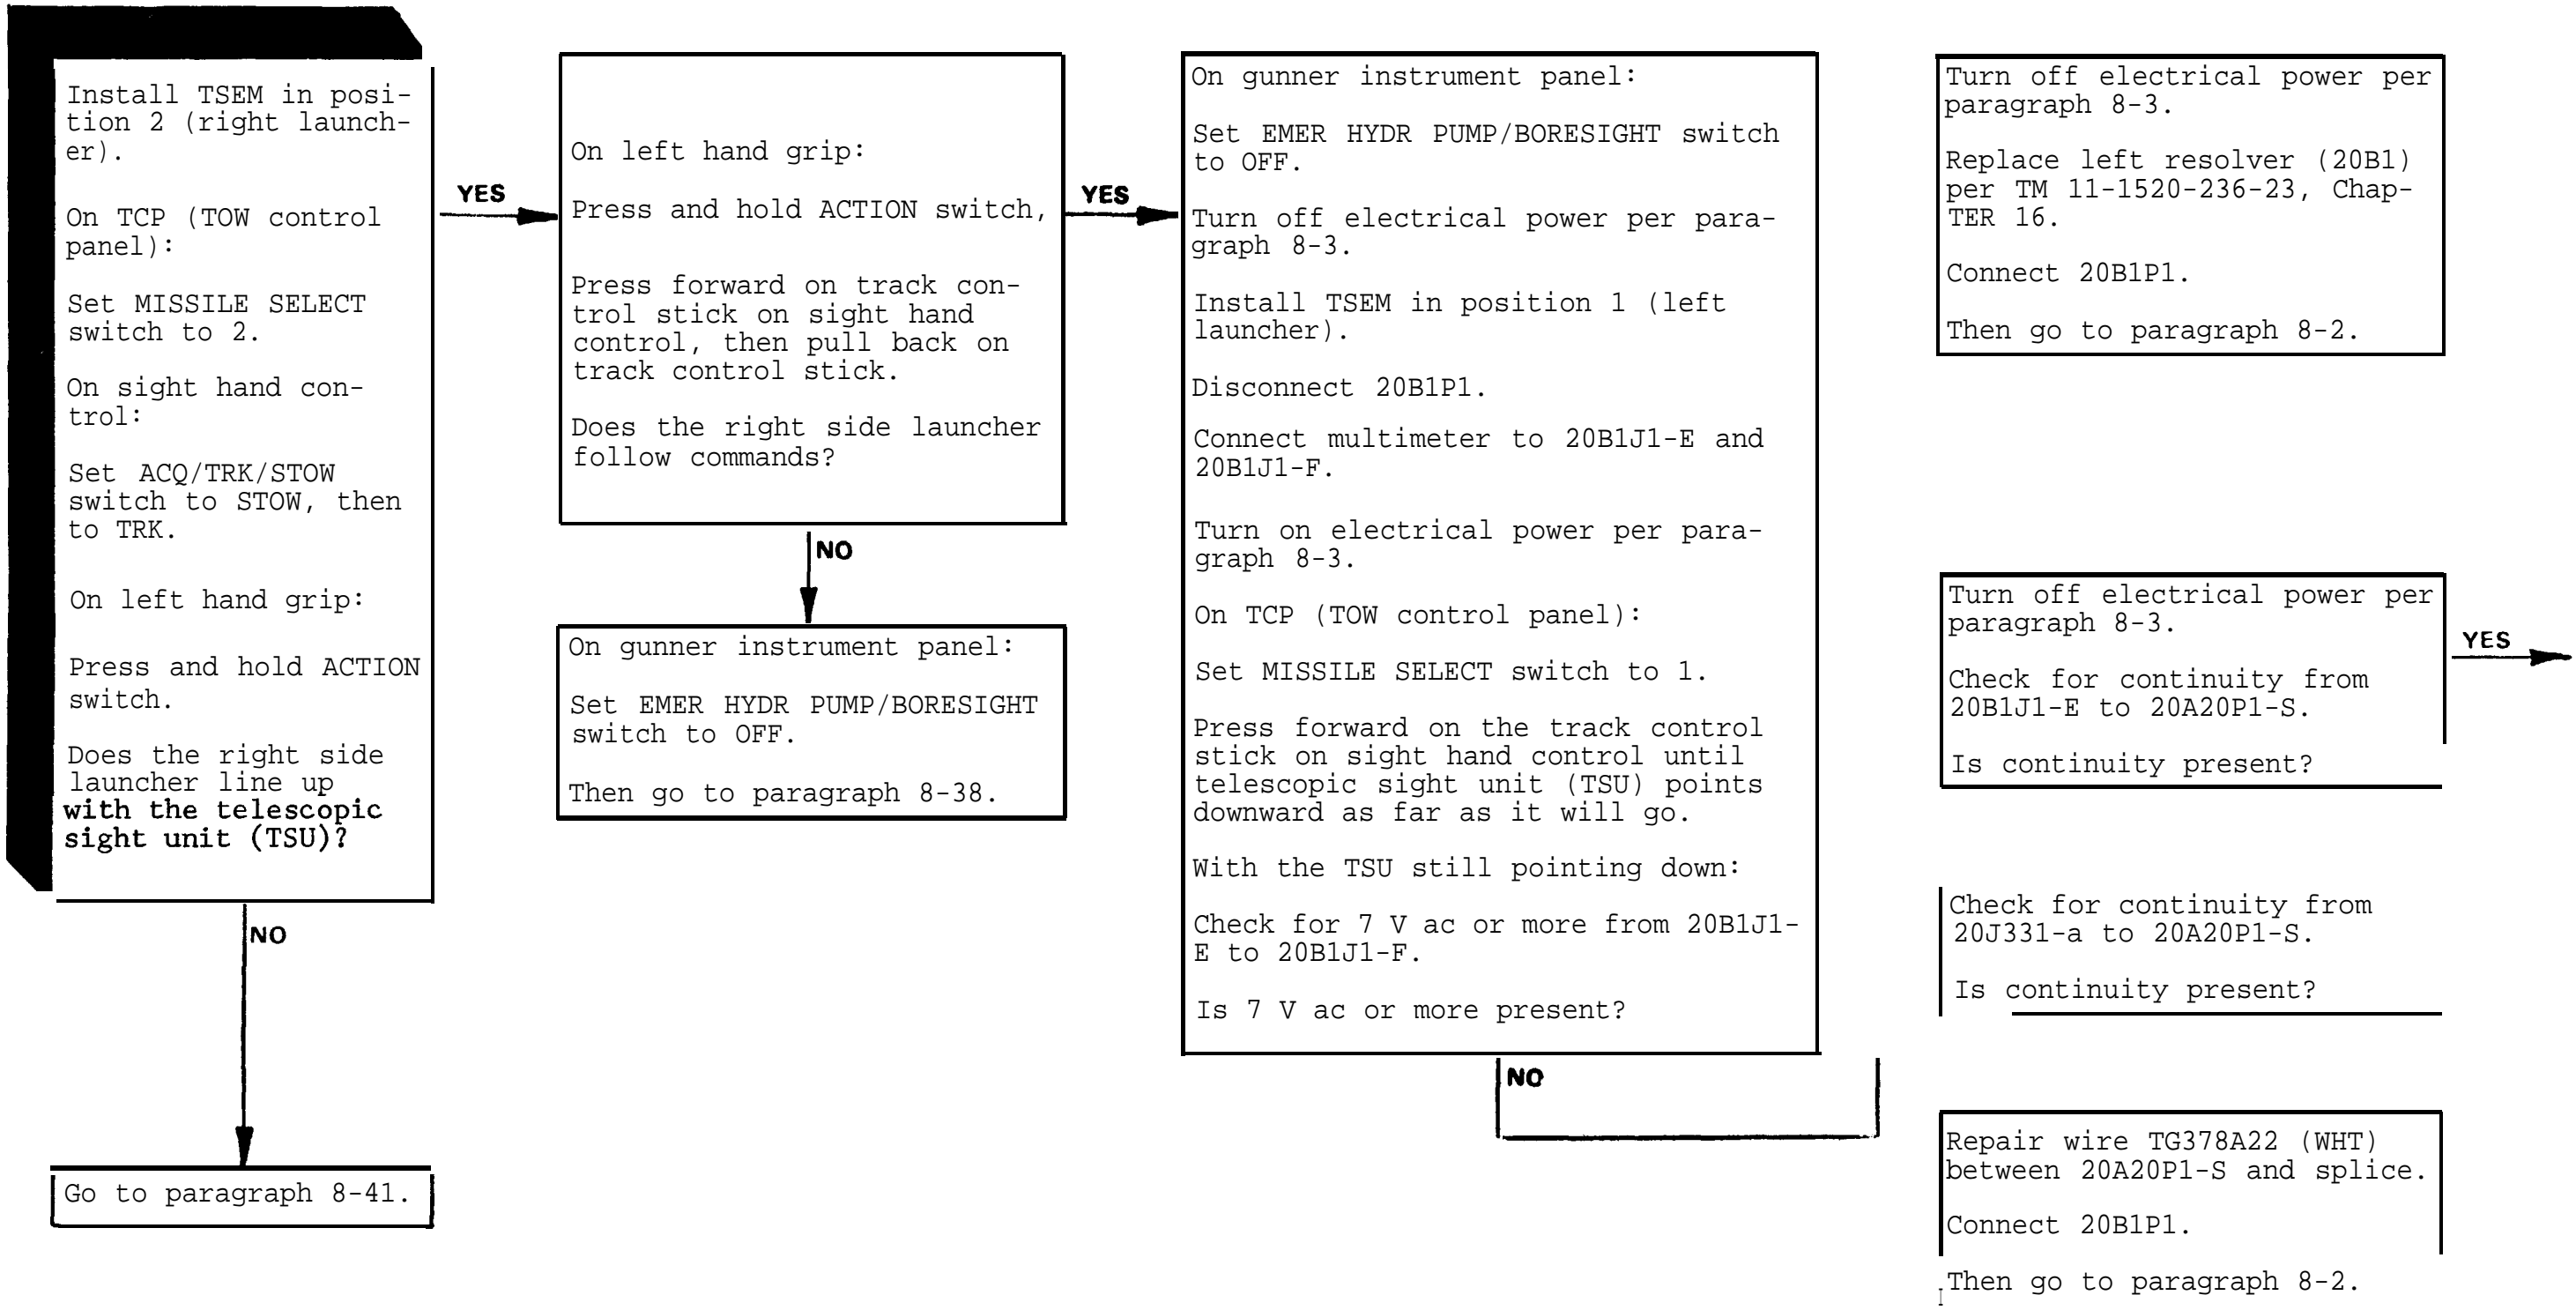 Install TSEM in posi-
tion 2 (right launch-
er).
On TCP (TOW control
panel):
Set MISSILE SELECT
switch to 2.
On sight hand con-
trol:
Set ACQ/TRK/STOW
switch to STOW, then
to TRK.
On left hand grip:
Press and hold ACTION
switch.
Does the right side
launcher line up
with the telescopic
sight unit (TSU)?
YES
NO
Go to paragraph 8-41.
On left hand grip:
Press and hold ACTION switch,
Press forward on track con-
trol stick on sight hand
control, then pull back on
track control stick.
Does the right side launcher
follow commands?
YES
NO
On gunner instrument panel:
Set EMER HYDR PUMP/BORESIGHT
switch to OFF.
Then go to paragraph 8-38.
On gunner instrument panel:
Set EMER HYDR PUMP/BORESIGHT switch
to OFF.
Turn off electrical power per para-
graph 8-3.
Install TSEM in position 1 (left
launcher).
Disconnect 20B1P1.
Connect multimeter to 20B1J1-E and
20B1J1-F.
Turn on electrical power per para-
graph 8-3.
On TCP (TOW control panel):
Set MISSILE SELECT switch to 1.
Press forward on the track control
stick on sight hand control until
telescopic sight unit (TSU) points
downward as far as it will go.
With the TSU still pointing down:
Check for 7 V ac or more from 20B1J1-
E to 20B1J1-F.
Is 7 V ac or more present?
NO
Turn off electrical power per
paragraph 8-3.
Replace left resolver (20B1)
per TM 11-1520-236-23, Chap-
TER 16.
Connect 20B1P1.
Then go to paragraph 8-2.
Turn off electrical power per
paragraph 8-3.
Check for continuity from
20B1J1-E to 20A20P1-S.
Is continuity present?
YES
Check for continuity from
20J331-a to 20A20P1-S.
Is continuity present?
Repair wire TG378A22 (WHT)
between 20A20P1-S and splice.
Connect 20B1P1.
Then go to paragraph 8-2.